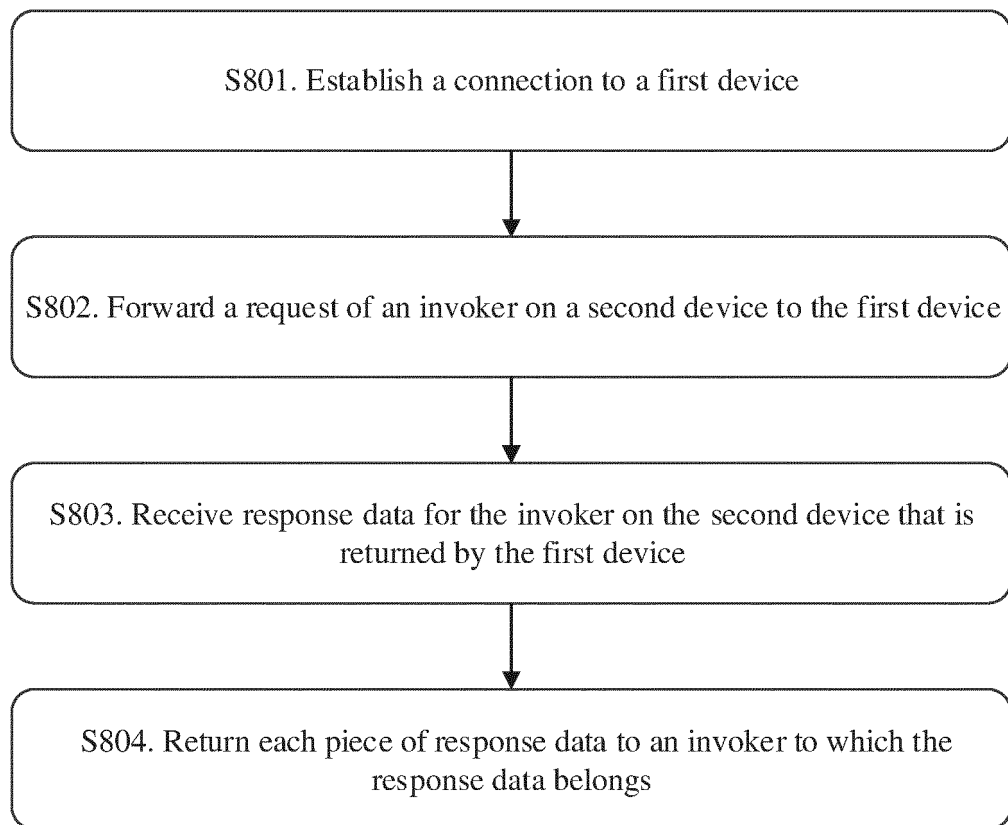 S801. Establish a connection to a first device
S802. Forward a request of an invoker on a second device to the first device
S803. Receive response data for the invoker on the second device that is
returned by the first device
S804. Return each piece of response data to an invoker to which the
response data belongs